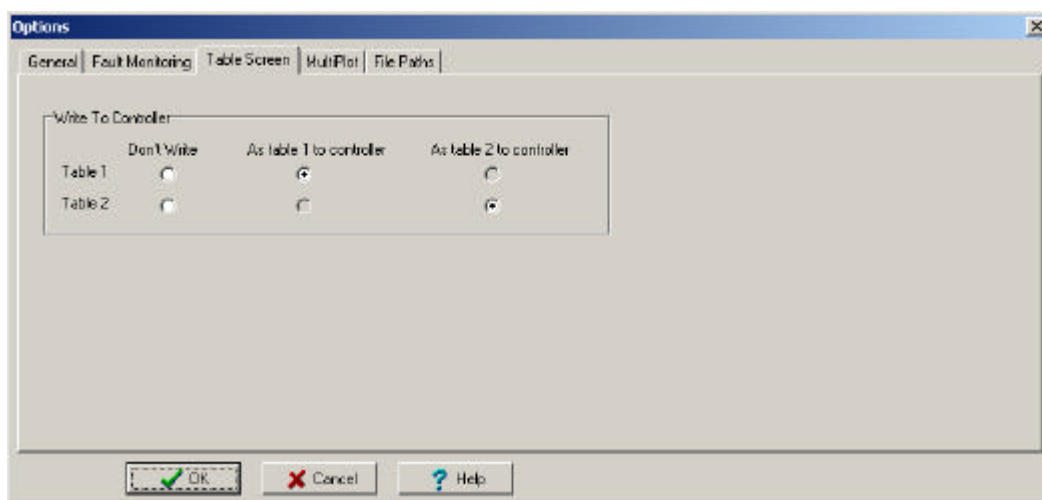 Options
General Fault Monitoring Table Screen MultiPlot File Paths
Write To Controller
Don't Write As table 1 to controller As table 2 to controller
Table 1
Table 2
OK Cancel ? Help